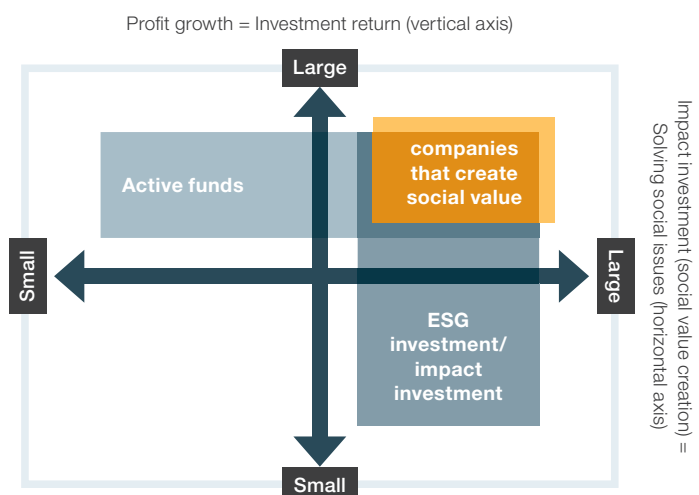 Profit growth = Investment return (vertical axis)
Large
companies
that create
social value
Active funds
Small
Large
Impact investment (social value creation) =
Solving social issues (horizontal axis)
ESG
investment/
impact
investment
Small